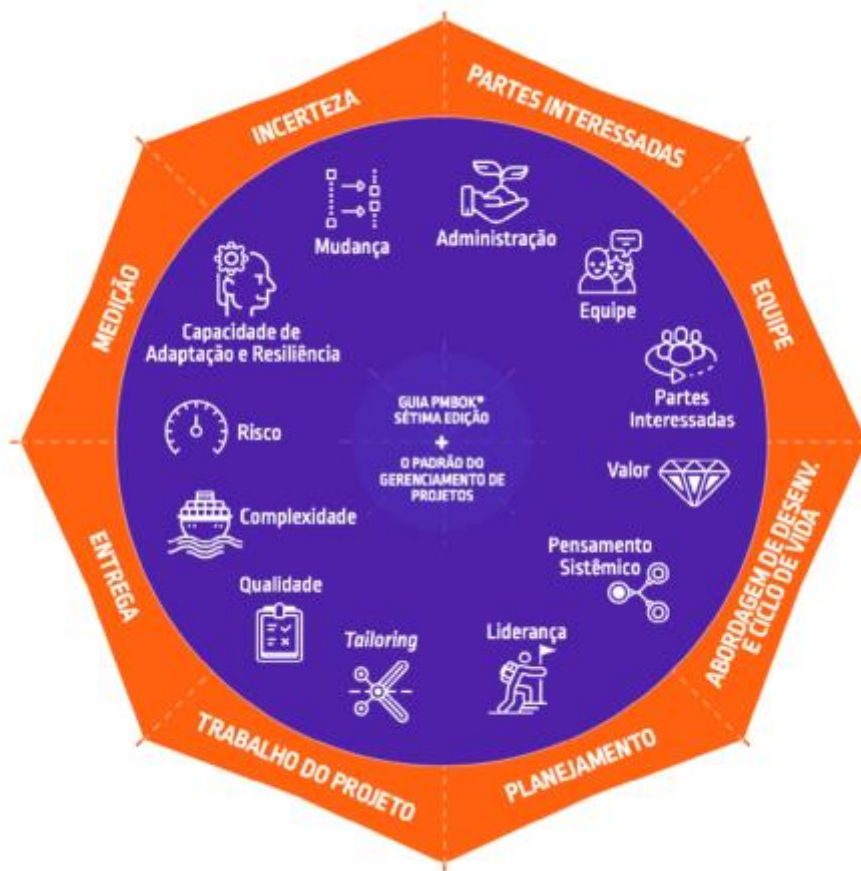 PARTES INTERESSADAS
EQUIPE
ABORDAGEM DE DESENV.
E CICLO DE VIDA
PLANEJAMENTO
TRABALHO DO PROJETO
ENTREGA
MEDIÇÃO
INCERTEZA
Administração
Equipe
Partes
Interessadas
Valor
Pensamento
Sistêmico
Liderança
Tailoring
Qualidade
Complexidade
Risco
Capacidade de
Adaptação e Resiliência
Mudança
GUIA PMBOK®
SÉTIMA EDIÇÃO
+
O PADRÃO DO
GERENCIAMENTO DE
PROJETOS